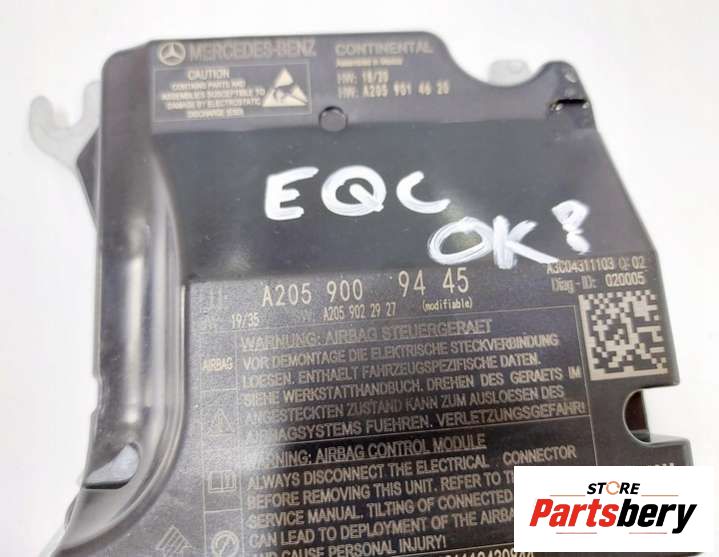 MERCEDES-BENZ
CONTINENTAL
CAUTION
CONTAINS PARTS AND
ASSEMBLIES SUSCEPTIBLE TO
DAMAGE BY ELECTROSTATIC
DISCHARGE (ESD)
HW: 18/20
HW: A205 901 46 20
EQC
OK!
A205 900 94 45
19/35
A205 902 29 27 (modifiable)
A3C04311103 02
Diag-ID: 020005
AIRBAG
WARNUNG: AIRBAG STEUERGERAET
VOR DEMONTAGE DIE ELEKTRISCHE STECKVERBINDUNG
LOESEN. ENTHAELT FAHRZEUGSPEZIFISCHE DATEN.
SIEHE WERKSTATTHANDBUCH. DREHEN DES GERAETS IM
ANGESTECKTEN ZUSTAND KANN ZUM AUSLOESEN DES
AIRBAGSYSTEMS FUEHREN. VERLETZUNGSGEFAHR!
WARNING: AIRBAG CONTROL MODULE
ALWAYS DISCONNECT THE ELECTRICAL CONNECTOR
BEFORE REMOVING THIS UNIT. REFER TO THE
SERVICE MANUAL. TILTING OF CONNECTED
CAN LEAD TO DEPLOYMENT OF THE AIRBAG
STORE
Partsbery